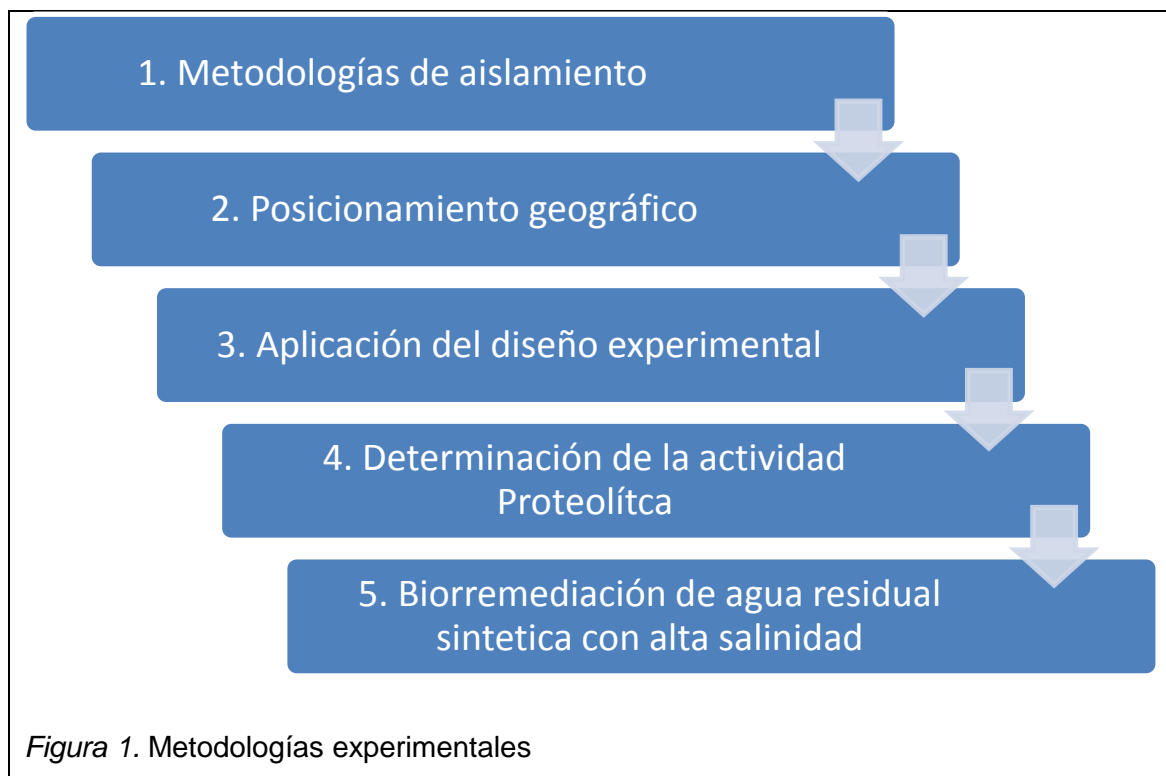 1. Metodologías de aislamiento
2. Posicionamiento geográfico
3. Aplicación del diseño experimental
4. Determinación de la actividad
Proteolítca
5. Biorremediación de agua residual
sintetica con alta salinidad
Figura 1. Metodologías experimentales